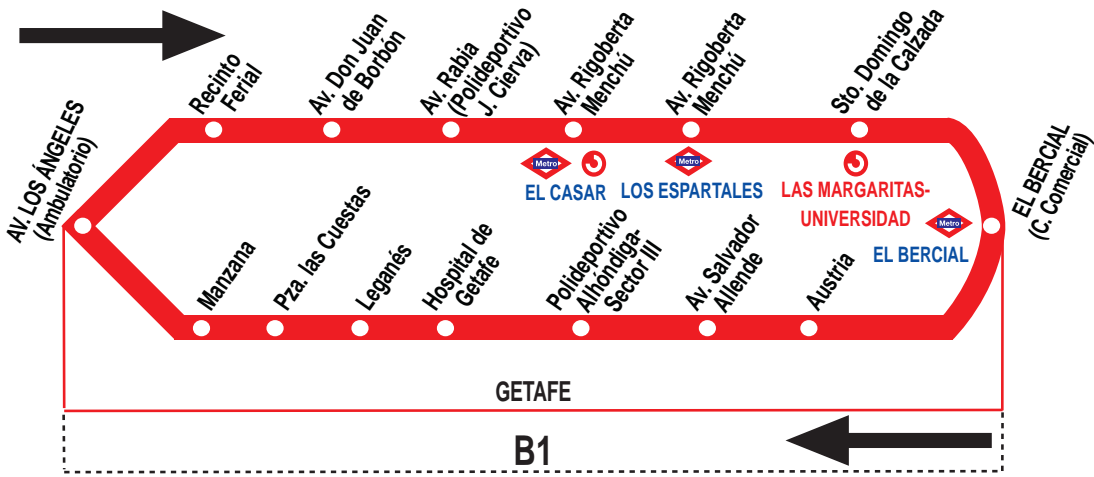 AV. LOS ÁNGELES
(Ambulatorio)
Recinto
Ferial
Av. Don Juan
de Borbón
Av. Rabia
(Polideportivo
J. Cierva)
Av. Rigoberta
Menchú
Av. Rigoberta
Menchú
Sto. Domingo
de la Calzada
Metro
EL CASAR
Metro
LOS ESPARTALES
LAS MARGARITAS-
UNIVERSIDAD
Metro
EL BERCIAL
EL BERCIAL
(C. Comercial)
Manzana
Pza. las Cuestas
Leganés
Hospital de
Getafe
Polideportivo
Alhóndiga-
Sector III
Av. Salvador
Allende
Austria
GETAFE
B1